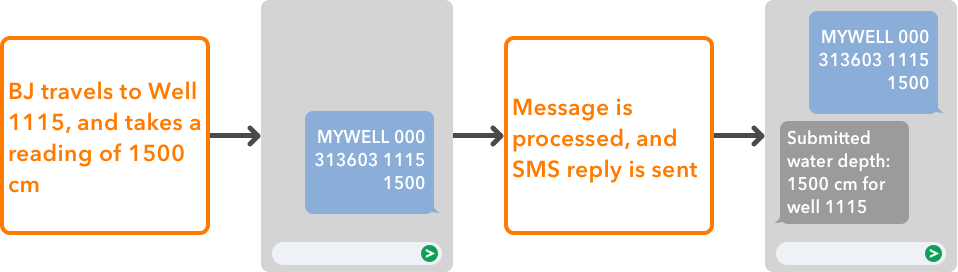 BJ travels to Well
1115, and takes a
reading of 1500
cm
MYWELL 000
313603 1115
1500
Message is
processed, and
SMS reply is sent
MYWELL 000
313603 1115
1500
Submitted
water depth:
1500 cm for
well 1115